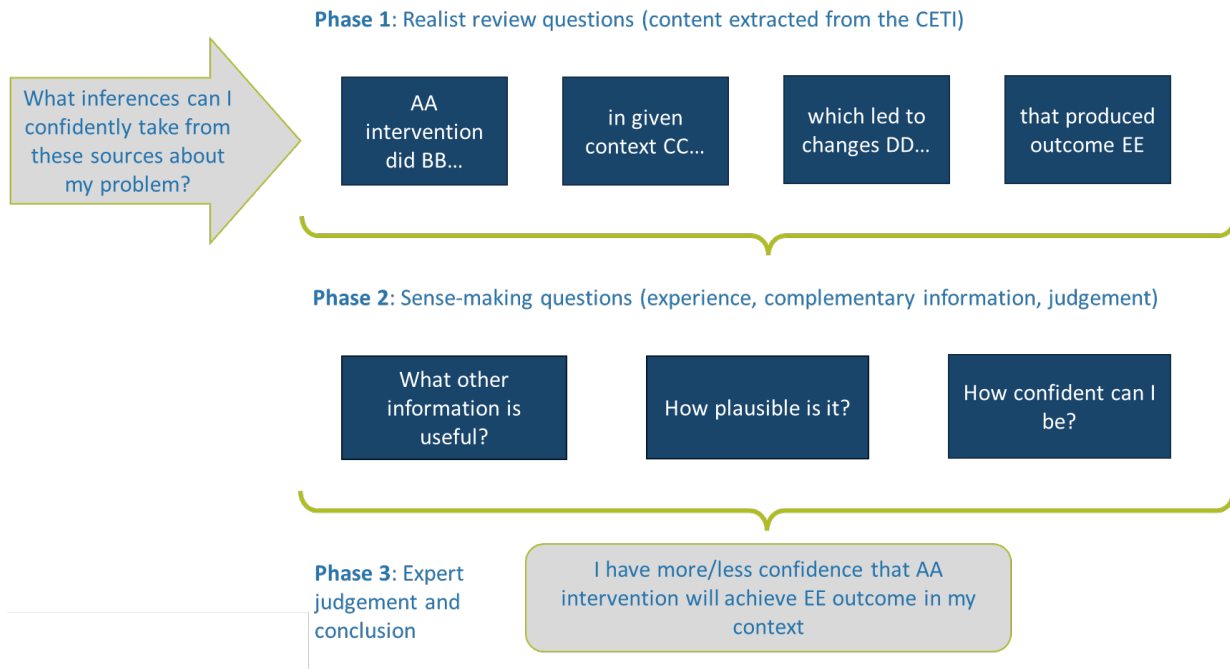 Phase 1: Realist review questions (content extracted from the CETI)
What inferences can I
confidently take from
these sources about
my problem?
AA
intervention
did BB...
in given
context CC...
which led to
changes DD...
that produced
outcome EE
Phase 2: Sense-making questions (experience, complementary information, judgement)
What other
information is
useful?
How plausible is it?
How confident can I
be?
Phase 3: Expert
judgement and
conclusion
I have more/less confidence that AA
intervention will achieve EE outcome in my
context